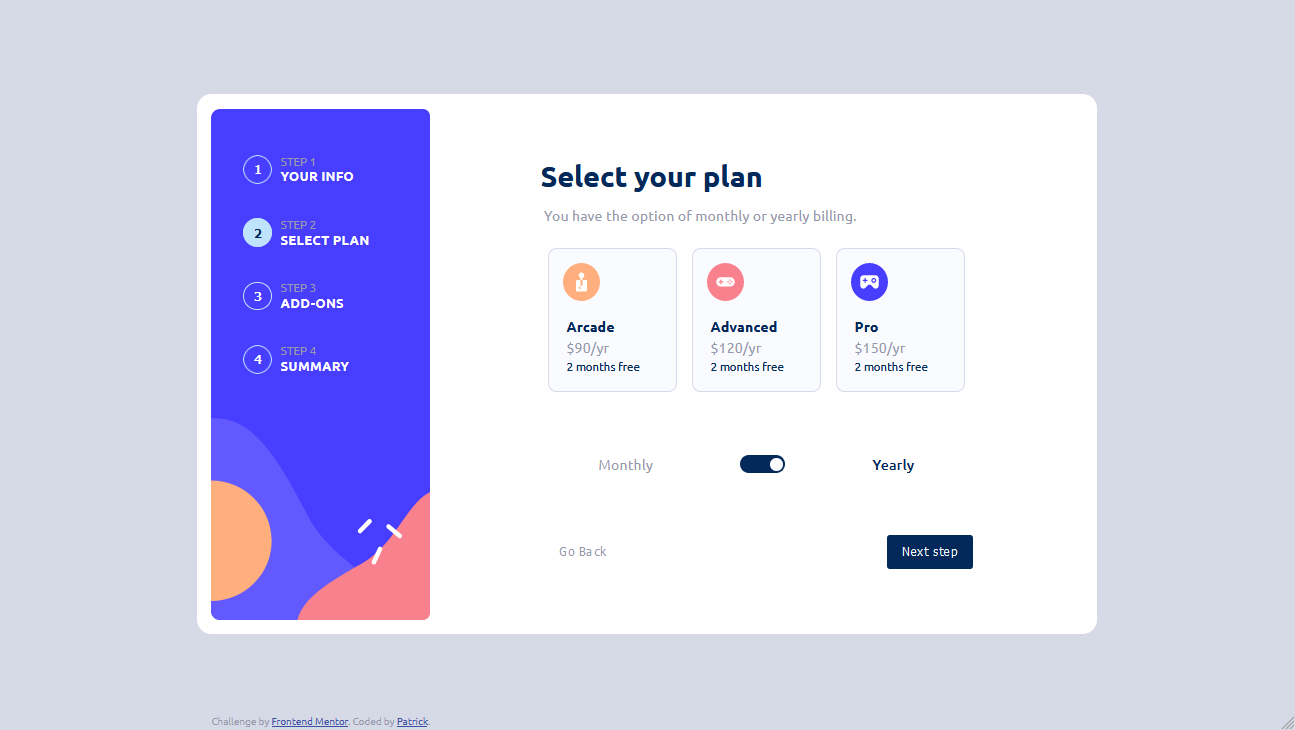 1
STEP 1
YOUR INFO
2
STEP 2
SELECT PLAN
3
STEP 3
ADD-ONS
4
STEP 4
SUMMARY
Select your plan
You have the option of monthly or yearly billing.
Arcade
$90/yr
2 months free
Advanced
$120/yr
2 months free
Pro
$150/yr
2 months free
Monthly
Yearly
Go Back
Next step
Challenge by Frontend Mentor. Coded by Patrick.